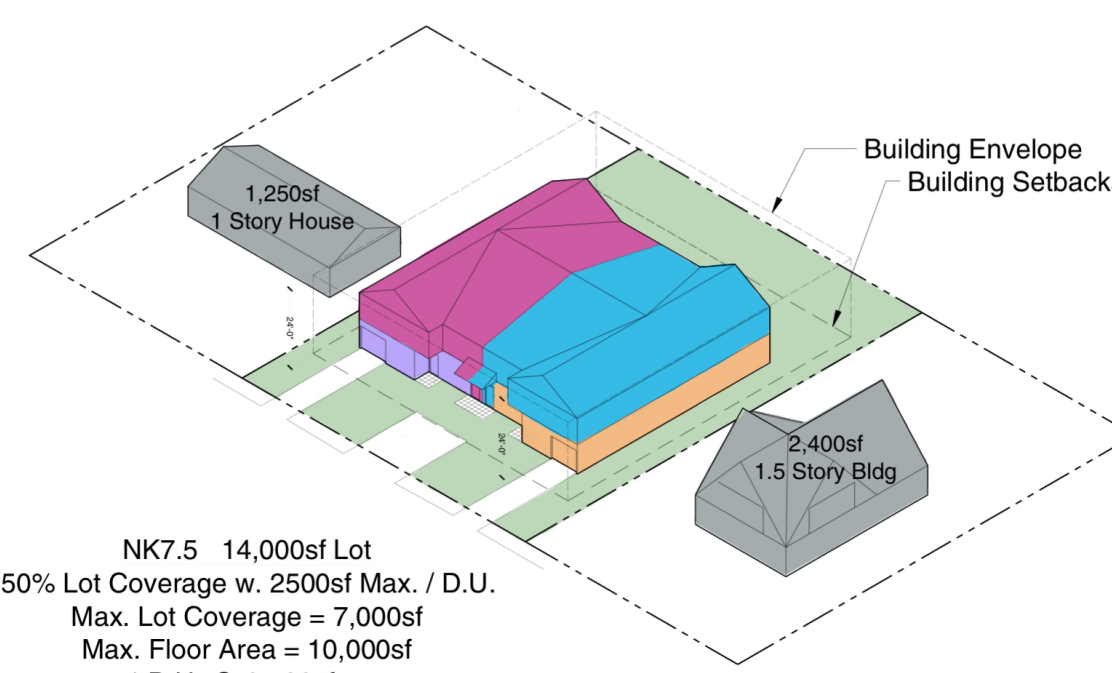 Building Envelope
Building Setback
1,250sf
1 Story House
24'-0"
24'-0"
2,400sf
1.5 Story Bldg
NK7.5 14,000sf Lot
50% Lot Coverage w. 2500sf Max. / D.U.
Max. Lot Coverage = 7,000sf
Max. Floor Area = 10,000sf